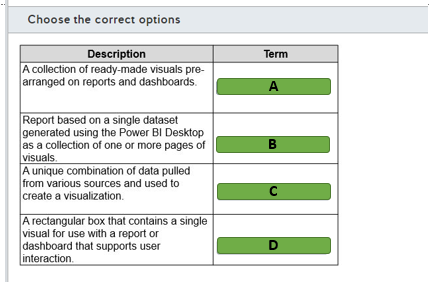 Choose the correct options
Description Term
A collection of ready-made visuals pre-
arranged on reports and dashboards.
A
Report based on a single dataset
generated using the Power BI Desktop
as a collection of one or more pages of
visuals.
B
A unique combination of data pulled
from various sources and used to
create a visualization.
C
A rectangular box that contains a single
visual for use with a report or
dashboard that supports user
interaction.
D